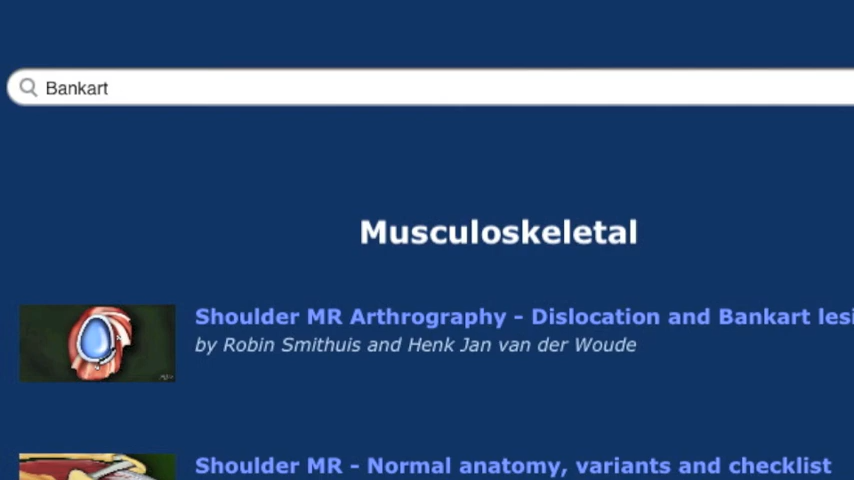 Bankart
Musculoskeletal
Shoulder MR Arthrography - Dislocation and Bankart lesi
by Robin Smithuis and Henk Jan van der Woude
Shoulder MR - Normal anatomy, variants and checklist